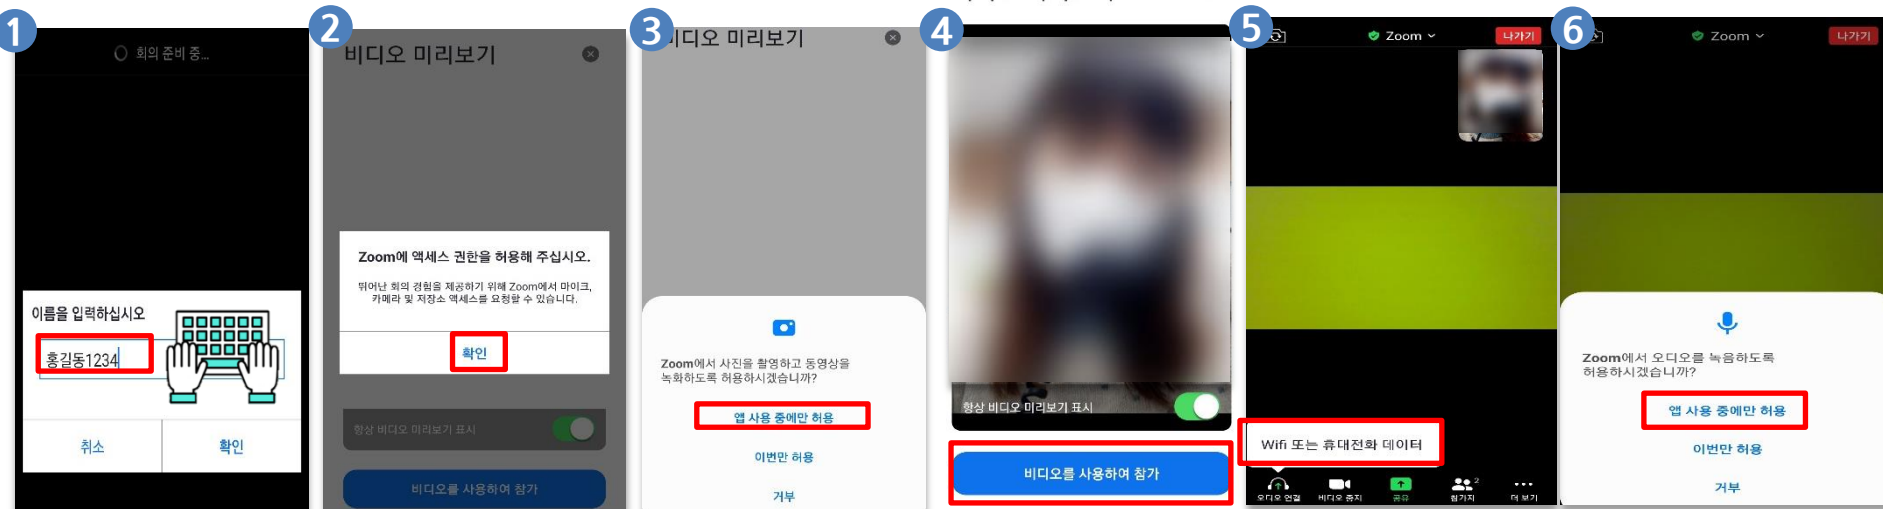 1
회의 준비 중...
이름을 입력하십시오
홍길동1234
취소
확인
2
비디오 미리보기
Zoom에 액세스 권한을 허용해 주십시오.
뛰어난 회의 경험을 제공하기 위해 Zoom에서 마이크,
카메라 및 저장소 액세스를 요청할 수 있습니다.
확인
항상 비디오 미리보기 표시
비디오를 사용하여 참가
3
비디오 미리보기
Zoom에서 사진을 촬영하고 동영상을
녹화하도록 허용하시겠습니까?
앱 사용 중에만 허용
이번만 허용
거부
4
항상 비디오 미리보기 표시
비디오를 사용하여 참가
5
Zoom
나가기
Wifi 또는 휴대전화 데이터
오디오 연결
비디오 중지
공유
참가자
2
더 보기
6
Zoom
나가기
Zoom에서 오디오를 녹음하도록
허용하시겠습니까?
앱 사용 중에만 허용
이번만 허용
거부